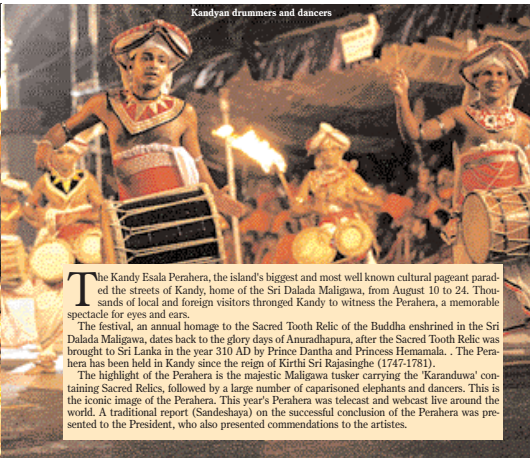 Kandyan drummers and dancers
The Kandy Esala Perahera, the island's biggest and most well known cultural pageant parad-
ed the streets of Kandy, home of the Sri Dalada Maligawa, from August 10 to 24. Thou-
sands of local and foreign visitors thronged Kandy to witness the Perahera, a memorable
spectacle for eyes and ears.
The festival, an annual homage to the Sacred Tooth Relic of the Buddha enshrined in the Sri
Dalada Maligawa, dates back to the glory days of Anuradhapura, after the Sacred Tooth Relic was
brought to Sri Lanka in the year 310 AD by Prince Dantha and Princess Hemamala. . The Pera-
hera has been held in Kandy since the reign of Kirthi Sri Rajasinghe (1747-1781).
The highlight of the Perahera is the majestic Maligawa tusker carrying the 'Karanduwa' con-
taining Sacred Relics, followed by a large number of caparisoned elephants and dancers. This is
the iconic image of the Perahera. This year's Perahera was telecast and webcast live around the
world. A traditional report (Sandeshaya) on the successful conclusion of the Perahera was pre-
sented to the President, who also presented commendations to the artistes.